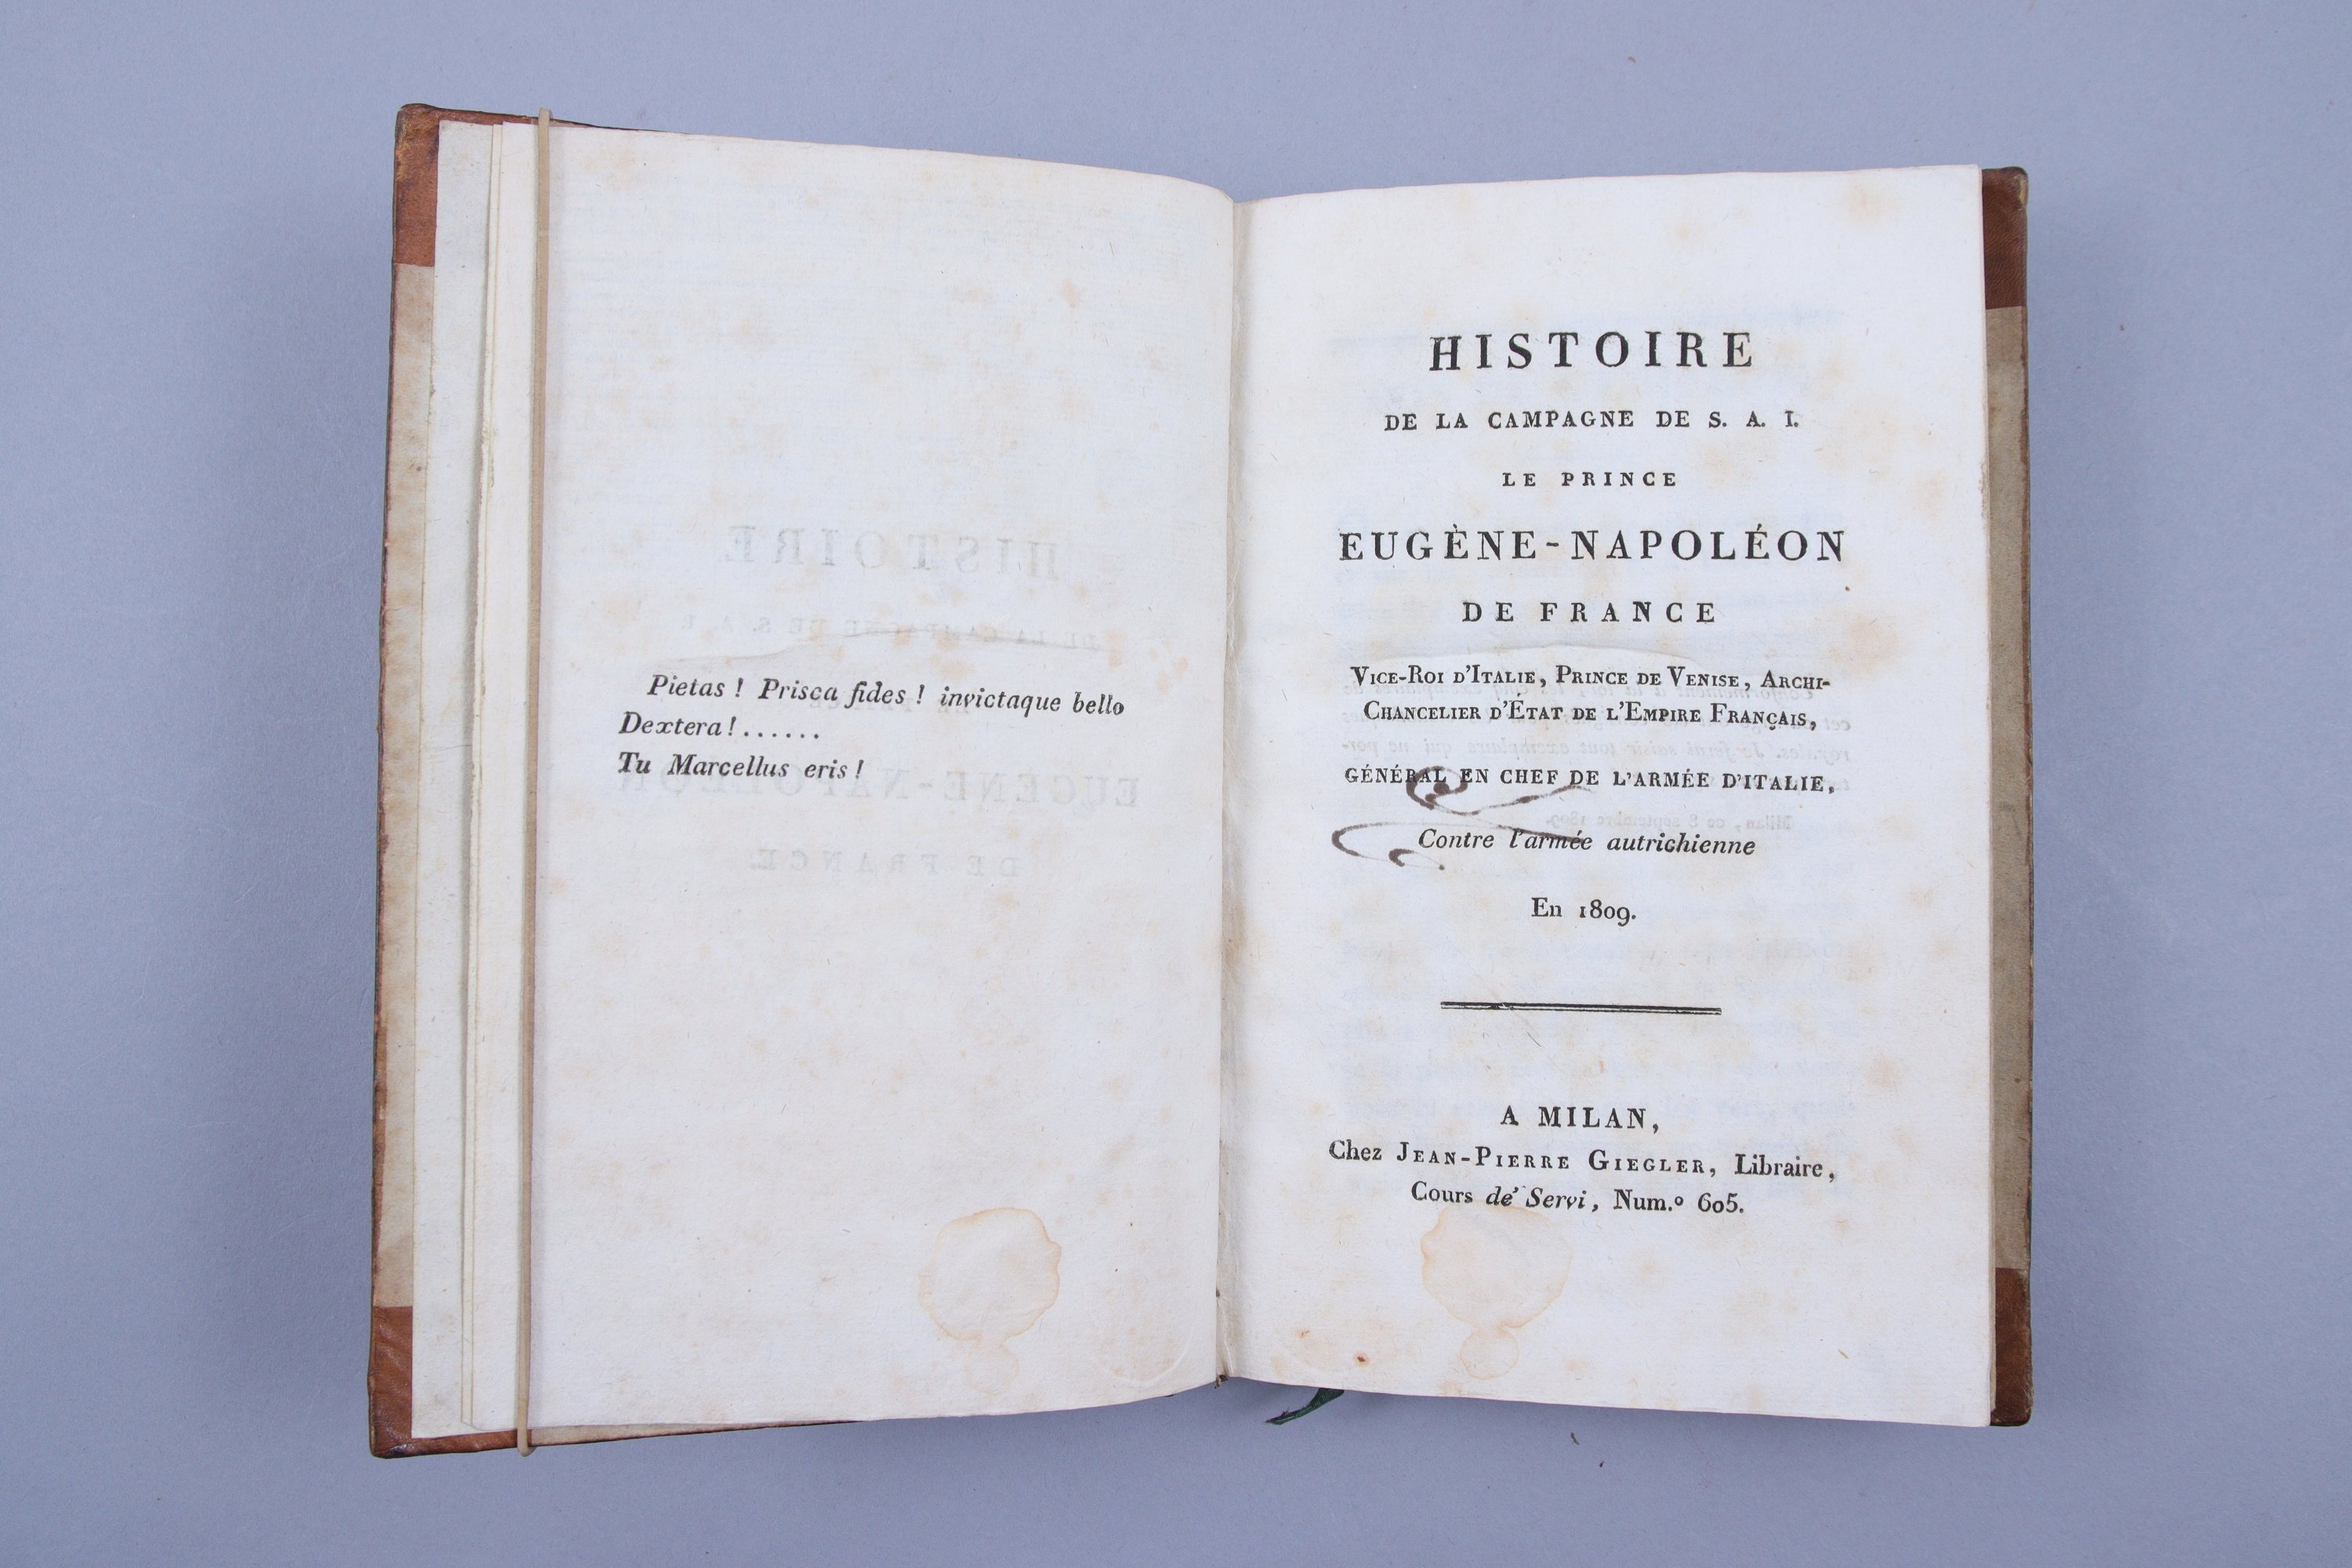 Pietas ! Prisca fides ! invictaque bello
Dextera ! . . . . . .
Tu Marcellus eris !
HISTOIRE
DE LA CAMPAGNE DE S. A. I.
LE PRINCE
EUGÈNE-NAPOLÉON
DE FRANCE
Vice-Roi d'Italie, Prince de Venise, Archi-
Chancelier d'État de l'Empire Français,
GÉNÉRAL EN CHEF DE L'ARMÉE D'ITALIE,
Contre l'armée autrichienne
En 1809.
A MILAN,
Chez Jean-Pierre Giegler, Libraire,
Cours de' Servi, Num.º 605.